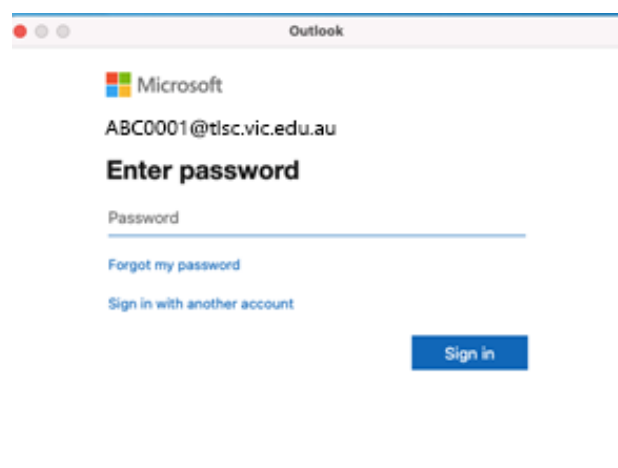 Outlook
Microsoft
ABC0001@tlsc.vic.edu.au
Enter password
Password
Forgot my password
Sign in with another account
Sign in